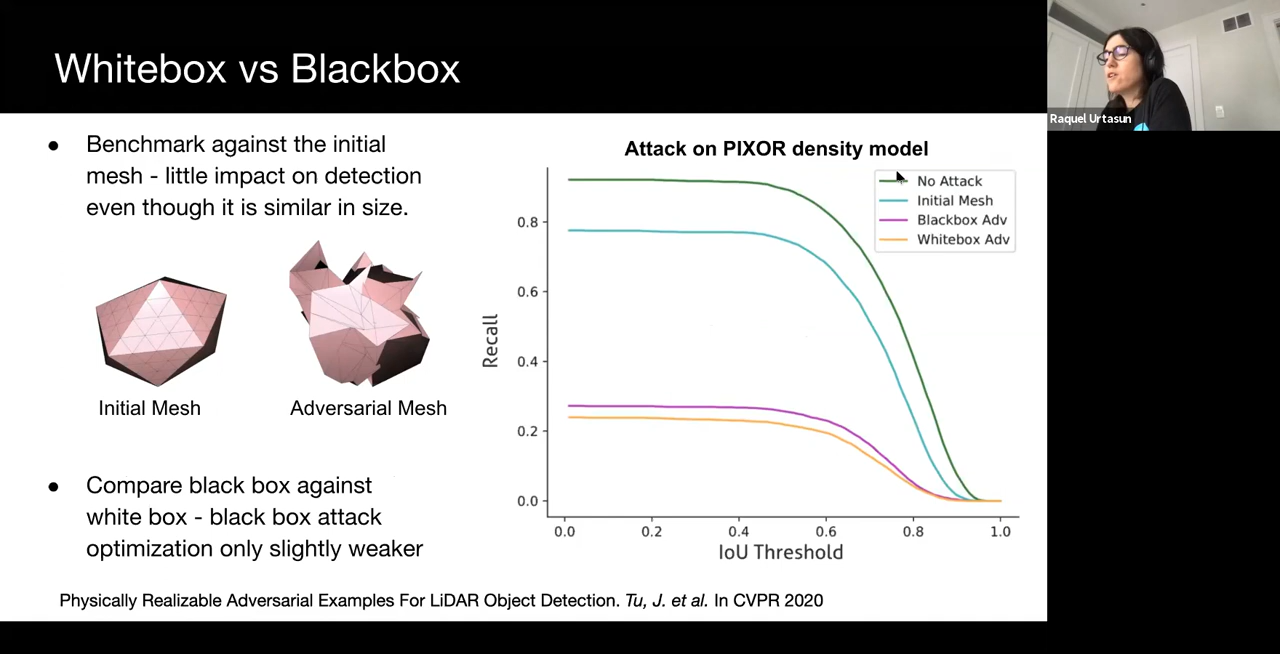 Whitebox vs Blackbox
Raquel Urtasun
● Benchmark against the initial
mesh - little impact on detection
even though it is similar in size.
Initial Mesh
Adversarial Mesh
● Compare black box against
white box - black box attack
optimization only slightly weaker
Attack on PIXOR density model
No Attack
Initial Mesh
Blackbox Adv
Whitebox Adv
Recall
0.8
0.6
0.4
0.2
0.0
0.0 0.2 0.4 0.6 0.8 1.0
IoU Threshold
Physically Realizable Adversarial Examples For LiDAR Object Detection. Tu, J. et al. In CVPR 2020